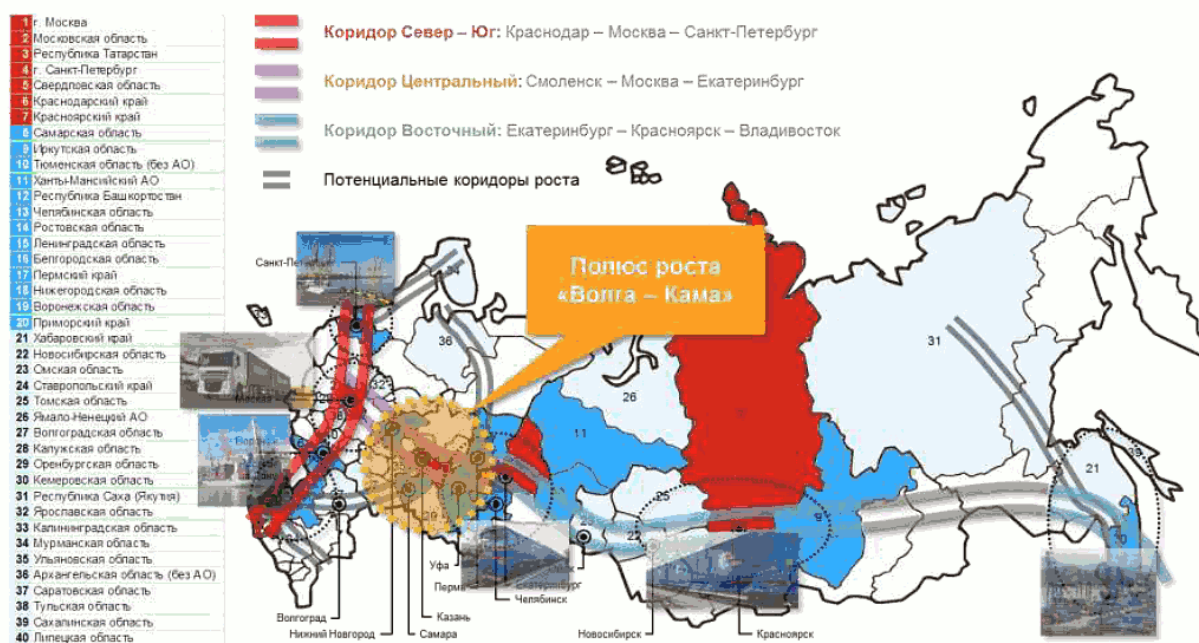 1 г. Москва
2 Московская область
3 Республика Татарстан
4 г. Санкт-Петербург
5 Свердловская область
6 Краснодарский край
7 Красноярский край
8 Самарская область
9 Иркутская область
10 Тюменская область (без АО)
11 Ханты-Мансийский АО
12 Республика Башкортостан
13 Челябинская область
14 Ростовская область
15 Ленинградская область
16 Белгородская область
17 Пермский край
18 Нижегородская область
19 Воронежская область
20 Приморский край
21 Хабаровский край
22 Новосибирская область
23 Омская область
24 Ставропольский край
25 Томская область
26 Ямало-Ненецкий АО
27 Волгоградская область
28 Калужская область
29 Оренбургская область
30 Кемеровская область
31 Республика Саха (Якутия)
32 Ярославская область
33 Калининградская область
34 Мурманская область
35 Ульяновская область
36 Архангельская область (без АО)
37 Саратовская область
38 Тульская область
39 Сахалинская область
40 Липецкая область
Коридор Север – Юг: Краснодар – Москва – Санкт-Петербург
Коридор Центральный: Смоленск – Москва – Екатеринбург
Коридор Восточный: Екатеринбург – Красноярск – Владивосток
Потенциальные коридоры роста
Полюс роста
«Волга – Кама»
34
36
31
32
26
11
25
22
9
21
39
29
Москва
Уфа
Пермь
Екатеринбург
Челябинск
Волгоград
Казань
Нижний Новгород
Самара
Новосибирск
Красноярск